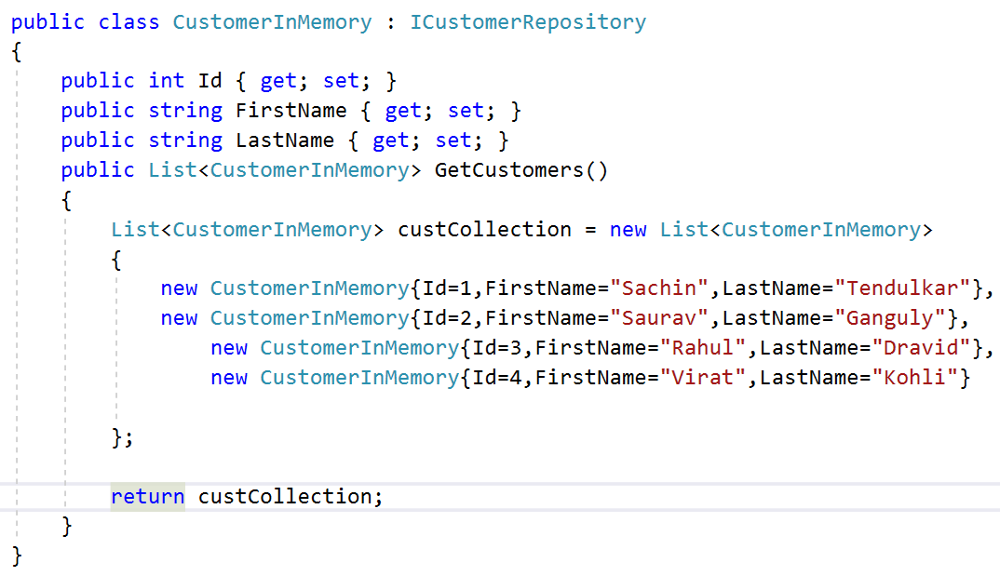 public class CustomerInMemory : ICustomerRepository
{
    public int Id { get; set; }
    public string FirstName { get; set; }
    public string LastName { get; set; }
    public List<CustomerInMemory> GetCustomers()
    {
        List<CustomerInMemory> custCollection = new List<CustomerInMemory>
        {
            new CustomerInMemory{Id=1,FirstName="Sachin",LastName="Tendulkar"},
            new CustomerInMemory{Id=2,FirstName="Saurav",LastName="Ganguly"},
                new CustomerInMemory{Id=3,FirstName="Rahul",LastName="Dravid"},
                new CustomerInMemory{Id=4,FirstName="Virat",LastName="Kohli"}
        };
        return custCollection;
    }
}